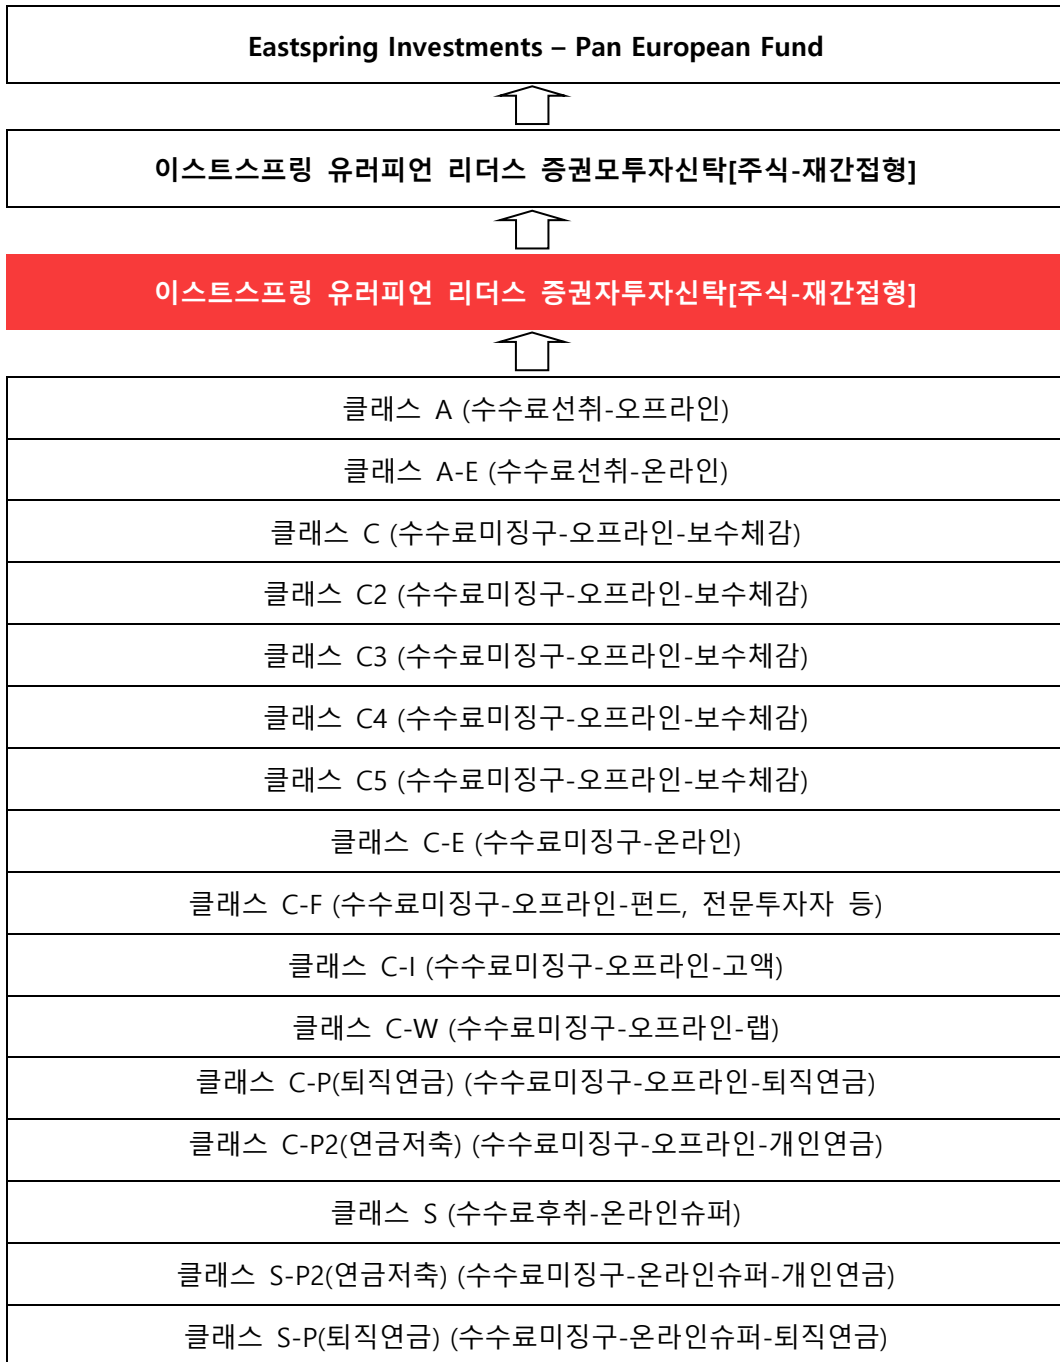 Eastspring Investments – Pan European Fund
이스트스프링 유러피언 리더스 증권모투자신탁[주식-재간접형]
이스트스프링 유러피언 리더스 증권자투자신탁[주식-재간접형]
클래스 A (수수료선취-오프라인)
클래스 A-E (수수료선취-온라인)
클래스 C (수수료미징구-오프라인-보수체감)
클래스 C2 (수수료미징구-오프라인-보수체감)
클래스 C3 (수수료미징구-오프라인-보수체감)
클래스 C4 (수수료미징구-오프라인-보수체감)
클래스 C5 (수수료미징구-오프라인-보수체감)
클래스 C-E (수수료미징구-온라인)
클래스 C-F (수수료미징구-오프라인-펀드, 전문투자자 등)
클래스 C-I (수수료미징구-오프라인-고액)
클래스 C-W (수수료미징구-오프라인-랩)
클래스 C-P(퇴직연금) (수수료미징구-오프라인-퇴직연금)
클래스 C-P2(연금저축) (수수료미징구-오프라인-개인연금)
클래스 S (수수료후취-온라인슈퍼)
클래스 S-P2(연금저축) (수수료미징구-온라인슈퍼-개인연금)
클래스 S-P(퇴직연금) (수수료미징구-온라인슈퍼-퇴직연금)